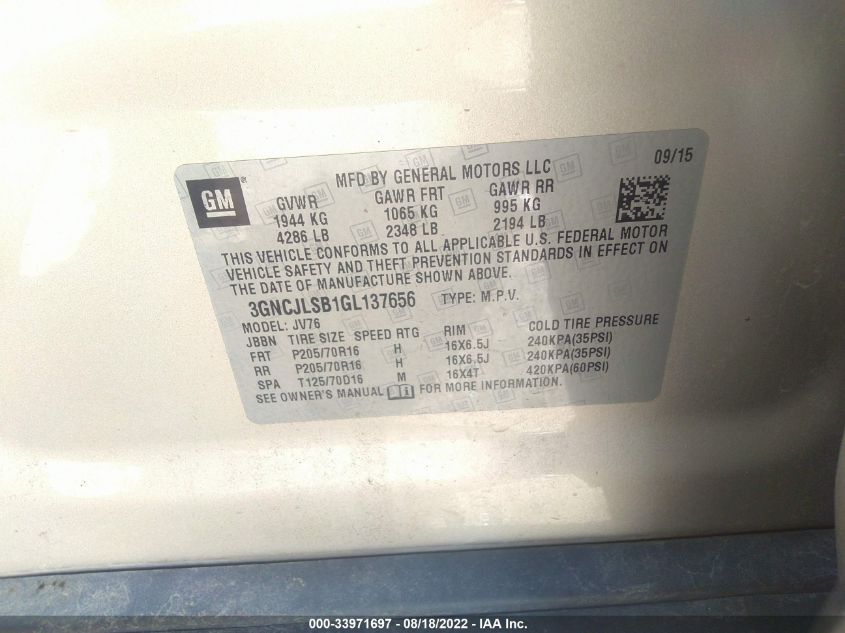 GM
09/15
MFD BY GENERAL MOTORS LLC
GVWR GAWR FRT GAWR RR
1944 KG 1065 KG 995 KG
4286 LB 2348 LB 2194 LB
THIS VEHICLE CONFORMS TO ALL APPLICABLE U.S. FEDERAL MOTOR
VEHICLE SAFETY AND THEFT PREVENTION STANDARDS IN EFFECT ON
THE DATE OF MANUFACTURE SHOWN ABOVE.
3GNCJLSB1GL137656 TYPE: M.P.V.
MODEL: JV76
JBBN TIRE SIZE SPEED RTG RIM COLD TIRE PRESSURE
FRT P205/70R16 H 16X6.5J 240KPA(35PSI)
RR P205/70R16 H 16X6.5J 240KPA(35PSI)
SPA T125/70D16 M 16X4T 420KPA(60PSI)
SEE OWNER'S MANUAL FOR MORE INFORMATION.
000-33971697 - 08/18/2022 - IAA Inc.